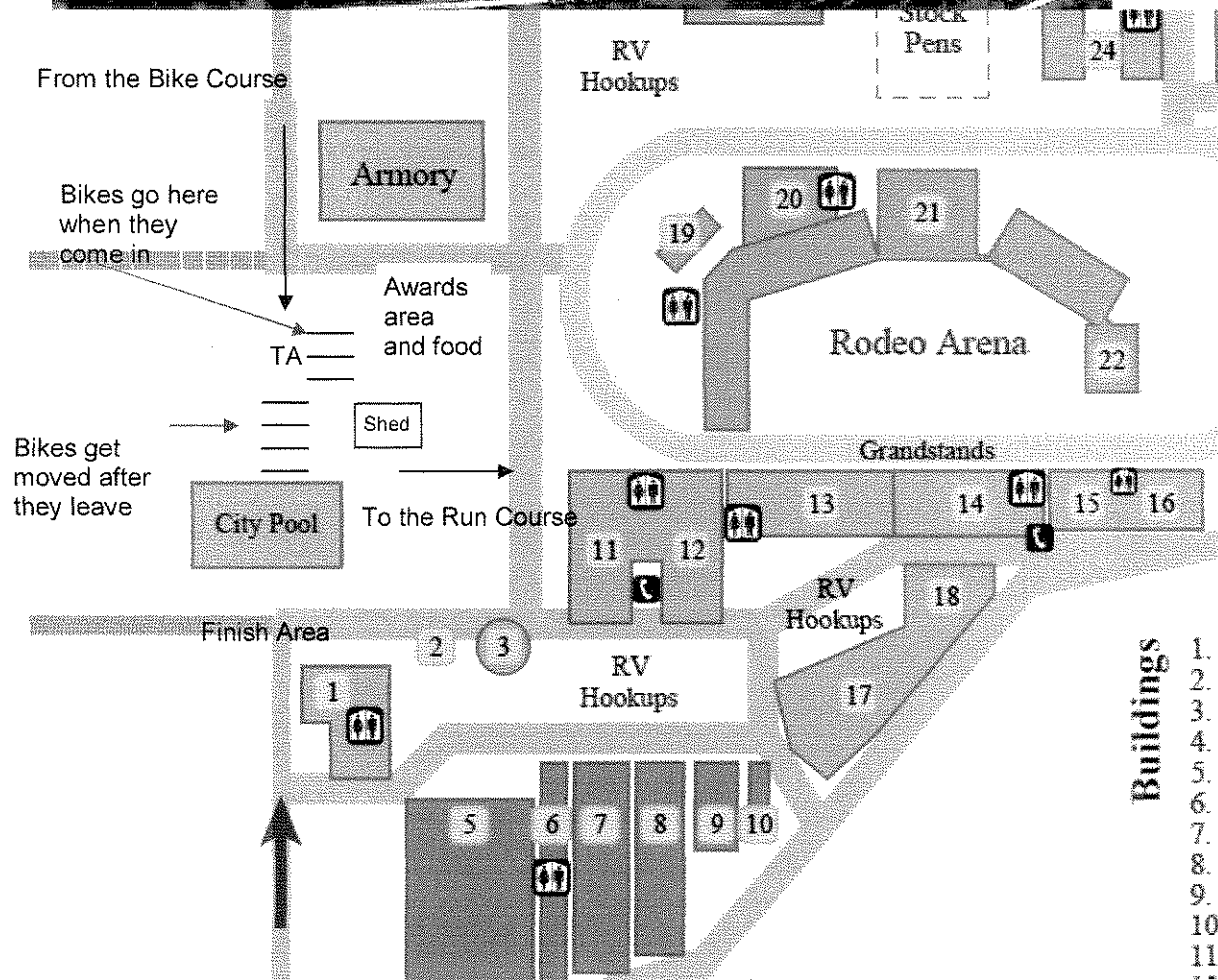 RV
Hookups
Stock
Pens
24
From the Bike Course
Armory
Bikes go here
when they
come in
19
20
21
Awards
area
and food
TA
Rodeo Arena
22
Shed
Bikes get
moved after
they leave
Grandstands
City Pool
To the Run Course
11
12
13
14
15
16
RV
Hookups
18
Finish Area
2
3
1
RV
Hookups
17
5
6
7
8
9
10
Buildings
1.
2.
3.
4.
5.
6.
7.
8.
9.
10
11